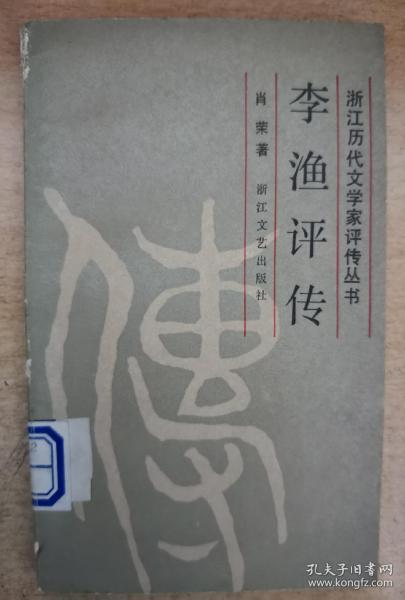 浙江历代文学家评传丛书
李渔评传
肖荣著 浙江文艺出版社
傳
2
孔夫子旧书网
www.kongfz.com